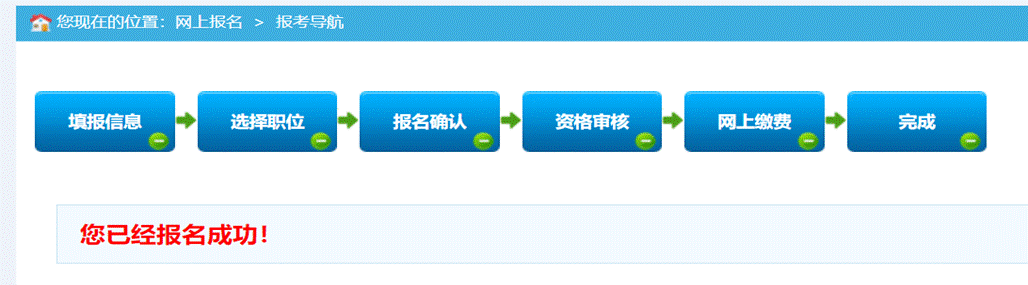 您现在的位置：网上报名 > 报考导航
填报信息 选择职位 报名确认 资格审核 网上缴费 完成
您已经报名成功！